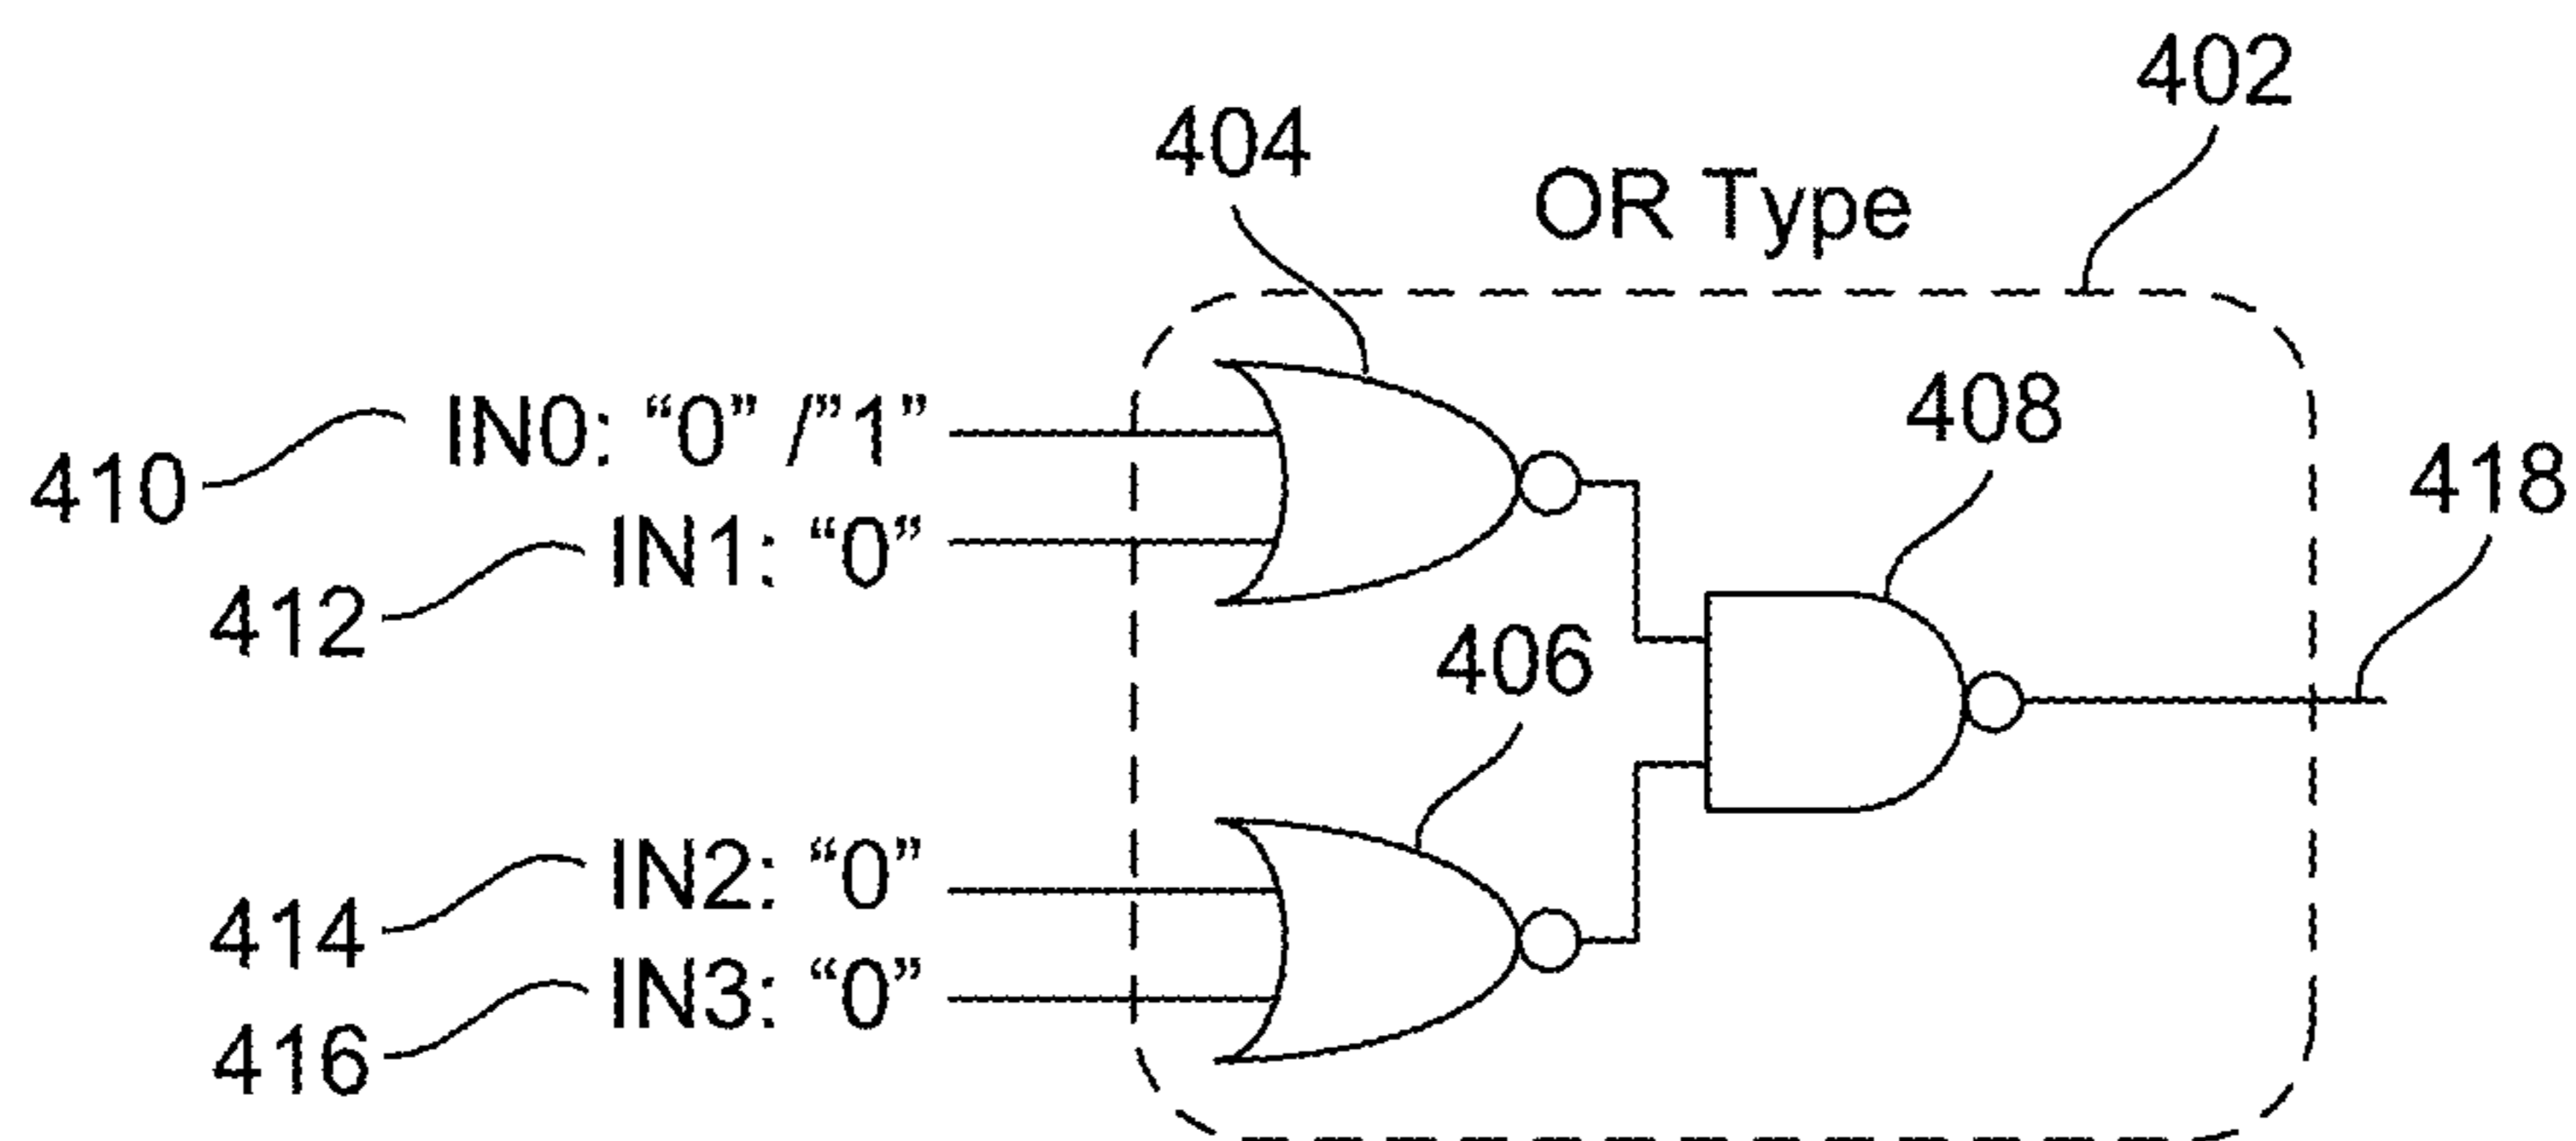 402
404
OR Type
408
IN0: “0” /”1”
418
410
IN1: “0”
412
406
IN2: “0”
414
IN3: “0”
416